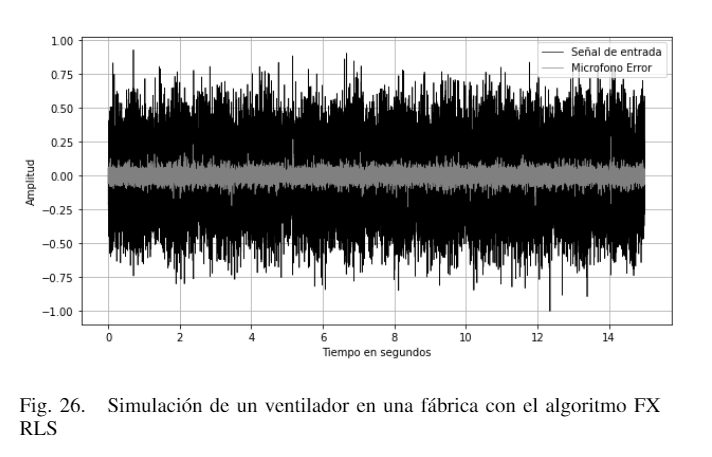 1.00
0.75
0.50
0.25
0.00
−0.25
−0.50
−0.75
−1.00
Amplitud
Señal de entrada
Microfono Error
0 2 4 6 8 10 12 14
Tiempo en segundos
Fig. 26. Simulación de un ventilador en una fábrica con el algoritmo FX
RLS